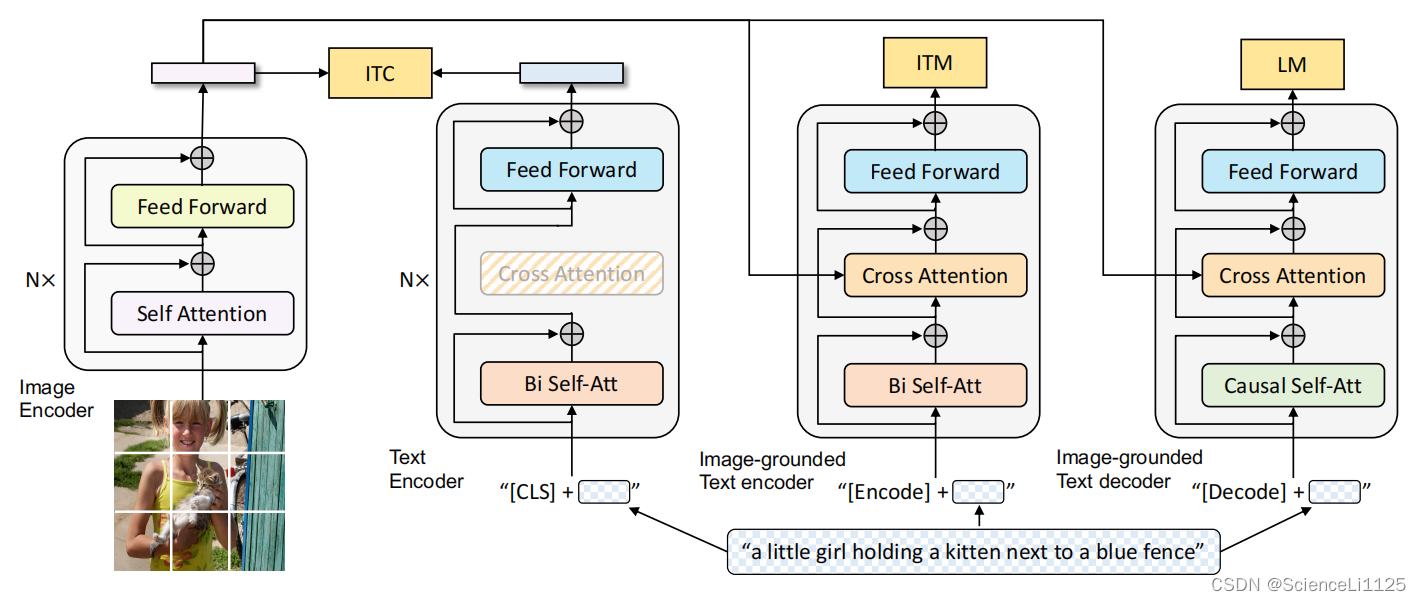 ITC
ITM
LM
Feed Forward
Self Attention
N×
Image
Encoder
Feed Forward
Cross Attention
Bi Self-Att
N×
Text
Encoder
"[CLS] + "
Feed Forward
Cross Attention
Bi Self-Att
Image-grounded
Text encoder
"[Encode] + "
Feed Forward
Cross Attention
Causal Self-Att
Image-grounded
Text decoder
"[Decode] + "
"a little girl holding a kitten next to a blue fence"
CSDN @ScienceLi1125